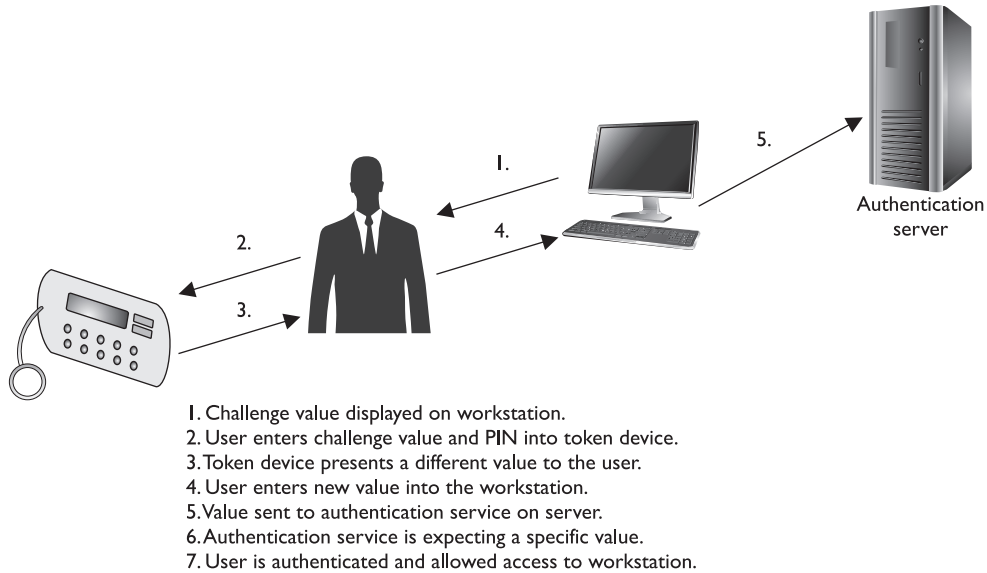 5.
1.
Authentication
server
4.
2.
3.
1. Challenge value displayed on workstation.
2. User enters challenge value and PIN into token device.
3. Token device presents a different value to the user.
4. User enters new value into the workstation.
5. Value sent to authentication service on server.
6. Authentication service is expecting a specific value.
7. User is authenticated and allowed access to workstation.